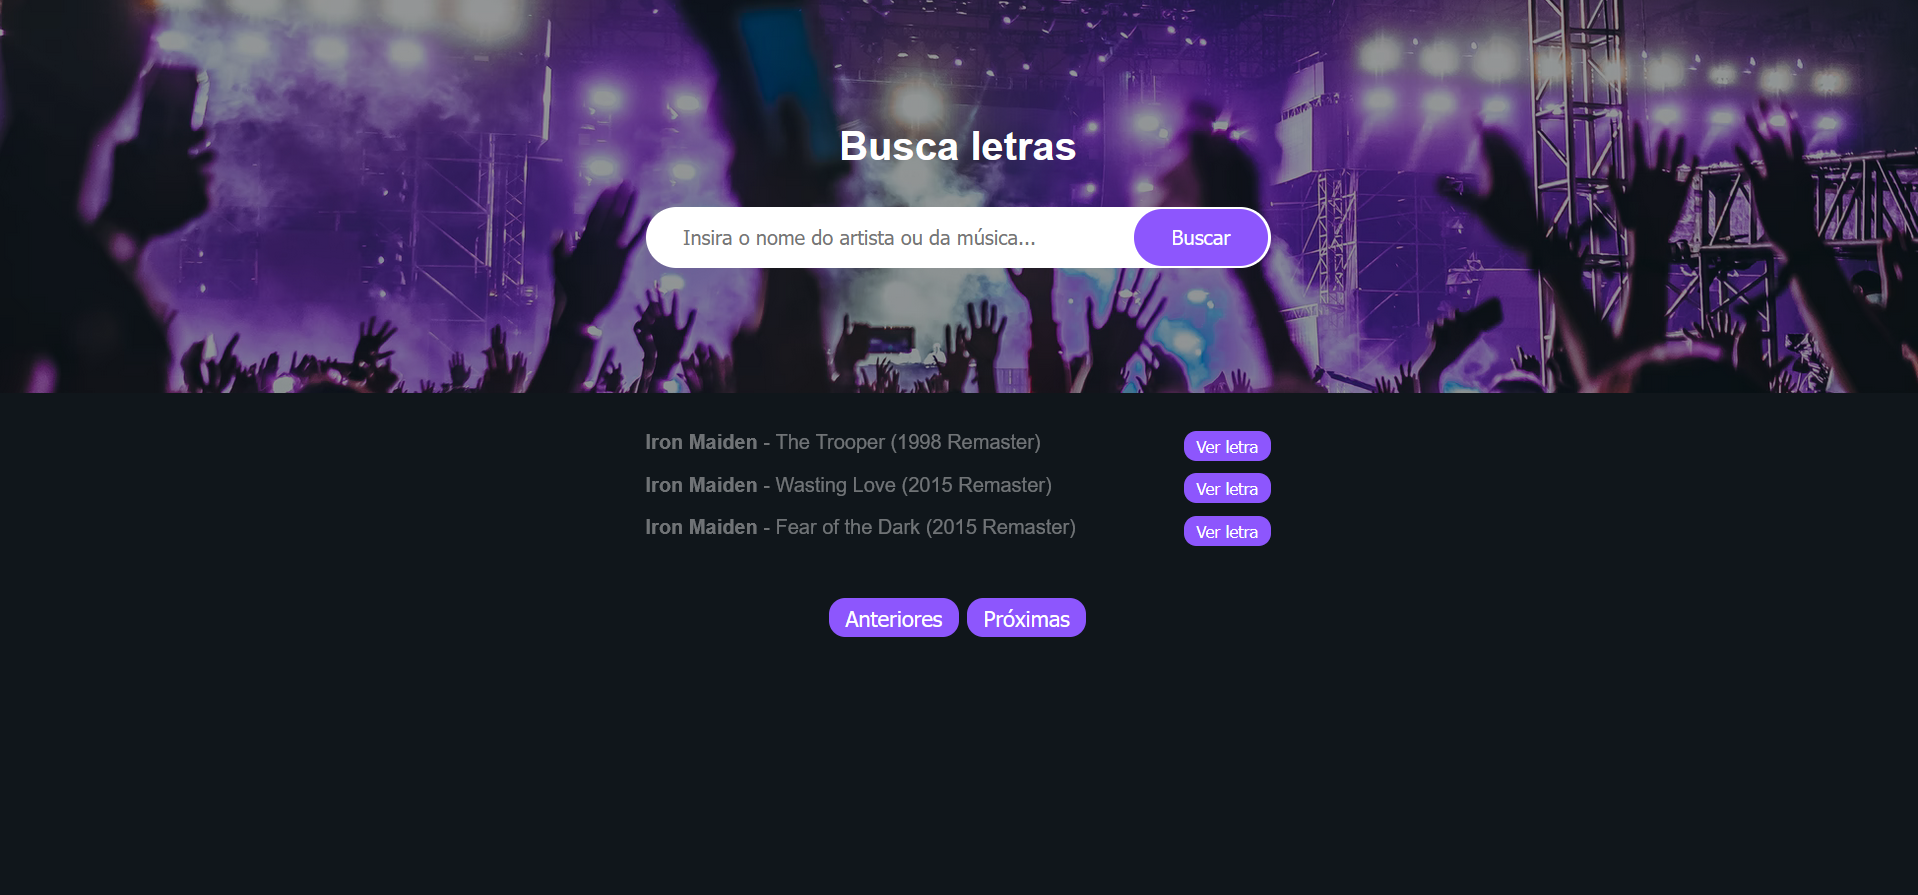 Busca letras
Insira o nome do artista ou da música...
Buscar
Iron Maiden - The Trooper (1998 Remaster)
Ver letra
Iron Maiden - Wasting Love (2015 Remaster)
Ver letra
Iron Maiden - Fear of the Dark (2015 Remaster)
Ver letra
Anteriores
Próximas